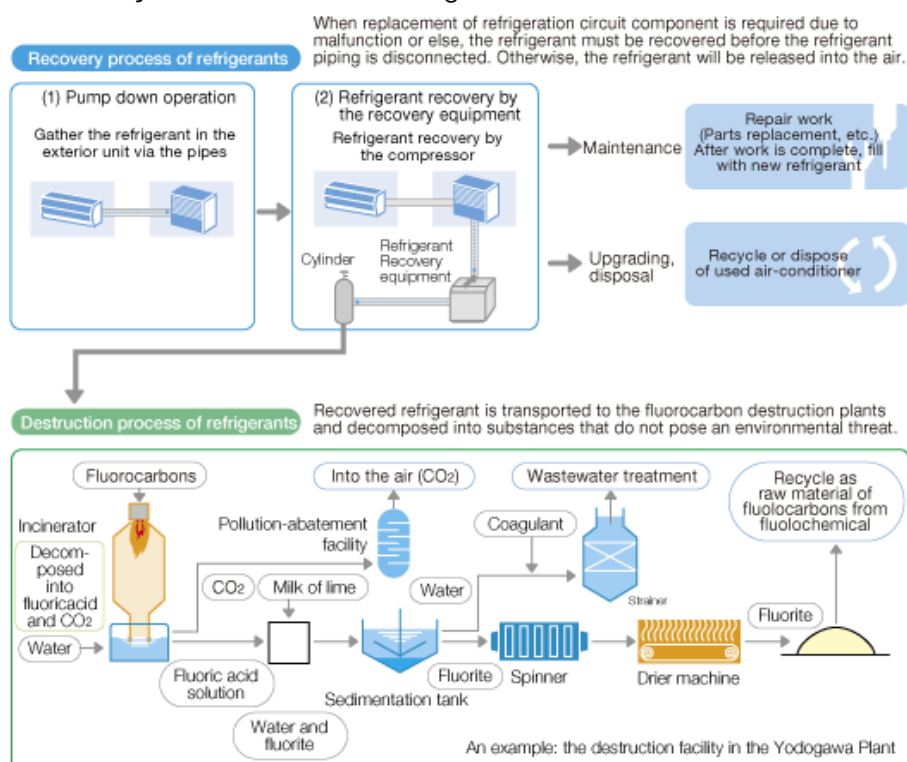 When replacement of refrigeration circuit component is required due to
malfunction or else, the refrigerant must be recovered before the refrigerant
piping is disconnected. Otherwise, the refrigerant will be released into the air.
Recovery process of refrigerants
(1) Pump down operation
Gather the refrigerant in the
exterior unit via the pipes
(2) Refrigerant recovery by
the recovery equipment
Refrigerant recovery by
the compressor
Cylinder
Refrigerant
Recovery
equipment
Maintenance
Repair work
(Parts replacement, etc.)
After work is complete, fill
with new refrigerant
Upgrading,
disposal
Recycle or dispose
of used air-conditioner
Destruction process of refrigerants
Recovered refrigerant is transported to the fluorocarbon destruction plants
and decomposed into substances that do not pose an environmental threat.
Fluorocarbons
Incinerator
Decom-
posed
into
fluoricacid
and CO2
Water
Into the air (CO2)
Pollution-abatement
facility
CO2
Milk of lime
Fluoric acid
solution
Water and
fluorite
Sedimentation tank
Water
Coagulant
Wastewater treatment
Strainer
Fluorite
Spinner
Drier machine
Fluorite
Recycle as
raw material of
fluolocarbons from
fluolochemical
An example: the destruction facility in the Yodogawa Plant